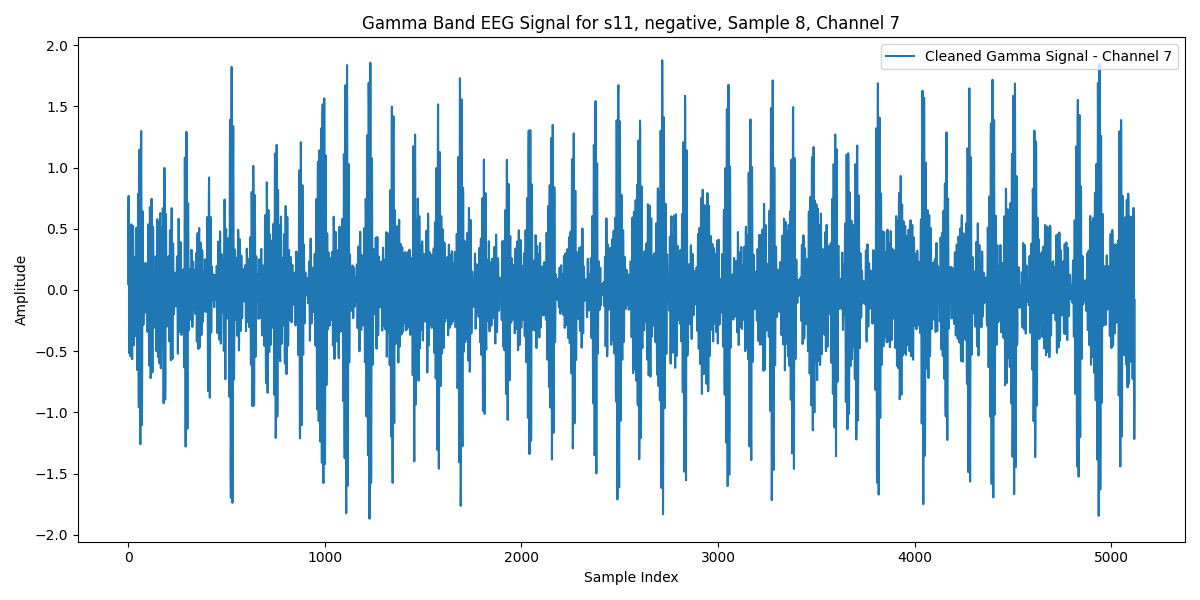 Gamma Band EEG Signal for s11, negative, Sample 8, Channel 7
Cleaned Gamma Signal - Channel 7
2.0
1.5
1.0
0.5
0.0
−0.5
−1.0
−1.5
−2.0
Amplitude
0 1000 2000 3000 4000 5000
Sample Index